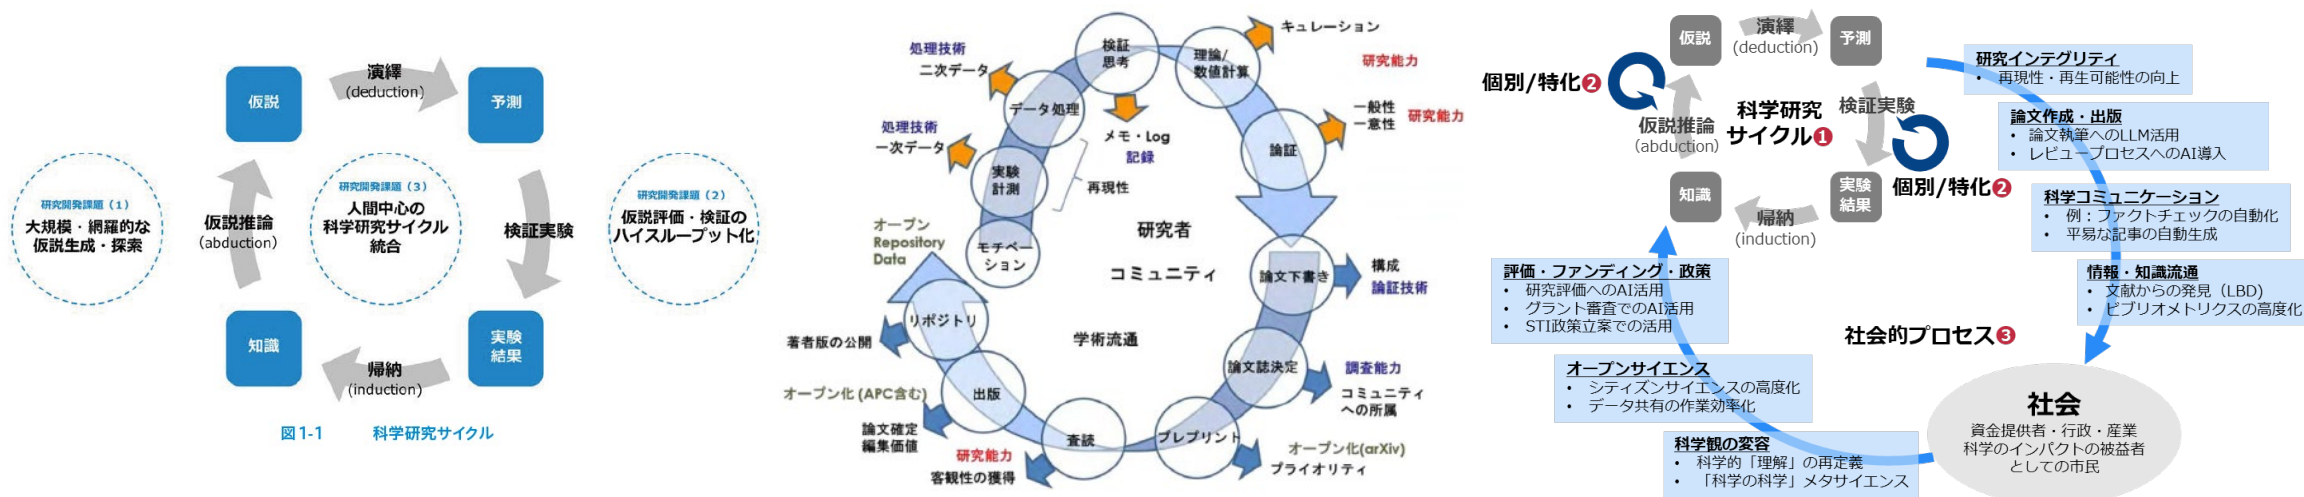 仮説
演繹
(deduction)
予測
研究開発課題（1）
大規模・網羅的な
仮説生成・探索
仮説推論
(abduction)
研究開発課題（3）
人間中心の
科学研究サイクル
統合
検証実験
研究開発課題（2）
仮説評価・検証の
ハイスループット化
知識
帰納
(induction)
実験
結果
図1-1 科学研究サイクル
処理技術
二次データ
検証
思考
理論/
数値計算
キュレーション
研究能力
データ処理
処理技術
一次データ
メモ・Log
記録
一般性
一意性
研究能力
論証
実験
計測
再現性
オープン
Repository
Data
モチベー
ション
研究者
コミュニティ
論文下書き
構成
論証技術
リポジトリ
著者版の公開
学術流通
論文誌決定
調査能力
コミュニティ
への所属
オープン化 (APC含む)
出版
論文確定
編集価値
査読
プレプリント
オープン化(arXiv)
プライオリティ
研究能力
客観性の獲得
仮説
演繹
(deduction)
予測
個別/特化❷
仮説推論
(abduction)
科学研究
サイクル❶
検証実験
個別/特化❷
知識
帰納
(induction)
実験
結果
研究インテグリティ
• 再現性・再生可能性の向上
論文作成・出版
• 論文執筆へのLLM活用
• レビュープロセスへのAI導入
科学コミュニケーション
• 例：ファクトチェックの自動化
• 平易な記事の自動生成
情報・知識流通
• 文献からの発見（LBD)
• ビブリオメトリクスの高度化
社会的プロセス❸
社会
資金提供者・行政・産業
科学のインパクトの被益者
としての市民
評価・ファンディング・政策
• 研究評価へのAI活用
• グラント審査でのAI活用
• STI政策立案での活用
オープンサイエンス
• シティズンサイエンスの高度化
• データ共有の作業効率化
科学観の変容
• 科学的「理解」の再定義
• 「科学の科学」メタサイエンス